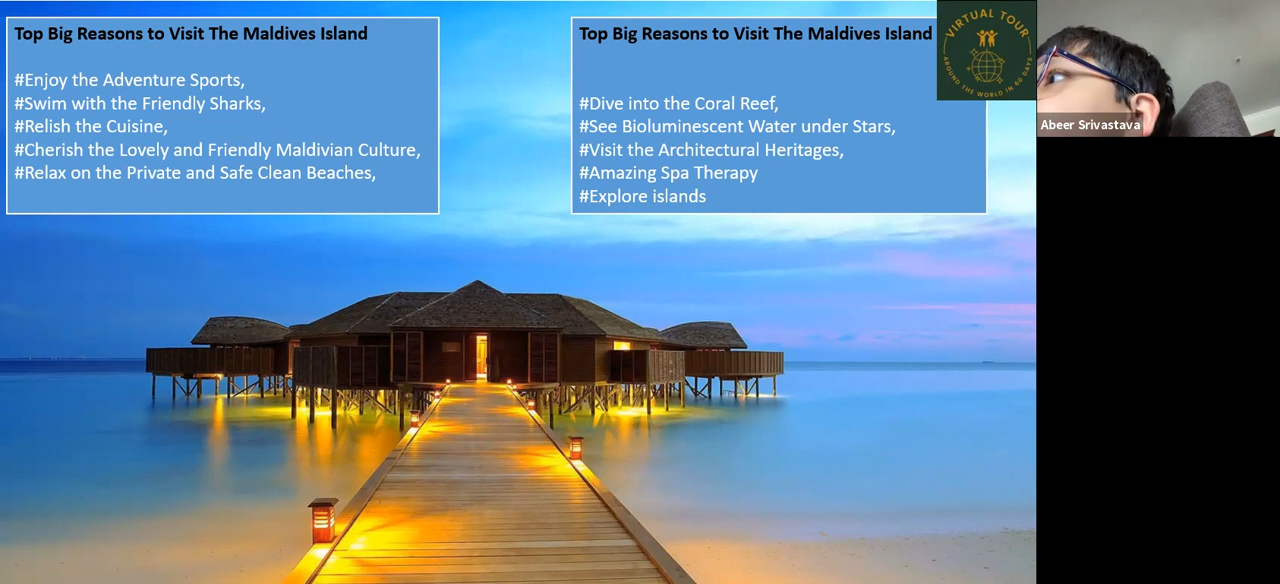 Top Big Reasons to Visit The Maldives Island
#Enjoy the Adventure Sports,
#Swim with the Friendly Sharks,
#Relish the Cuisine,
#Cherish the Lovely and Friendly Maldivian Culture,
#Relax on the Private and Safe Clean Beaches,
Top Big Reasons to Visit The Maldives Island
#Dive into the Coral Reef,
#See Bioluminescent Water under Stars,
#Visit the Architectural Heritages,
#Amazing Spa Therapy
#Explore islands
VIRTUAL TOUR
AROUND THE WORLD IN 60 DAYS
Abeer Srivastava